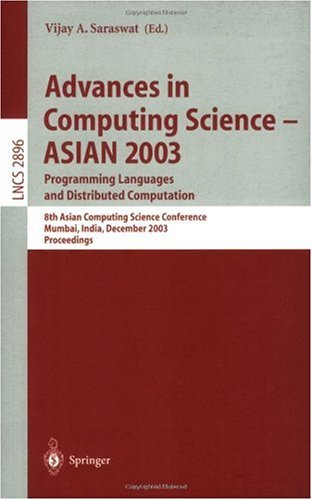 Vijay A. Saraswat (Ed.)
LNCS 2896
Advances in
Computing Science –
ASIAN 2003
Programming Languages
and Distributed Computation
8th Asian Computing Science Conference
Mumbai, India, December 2003
Proceedings
Springer